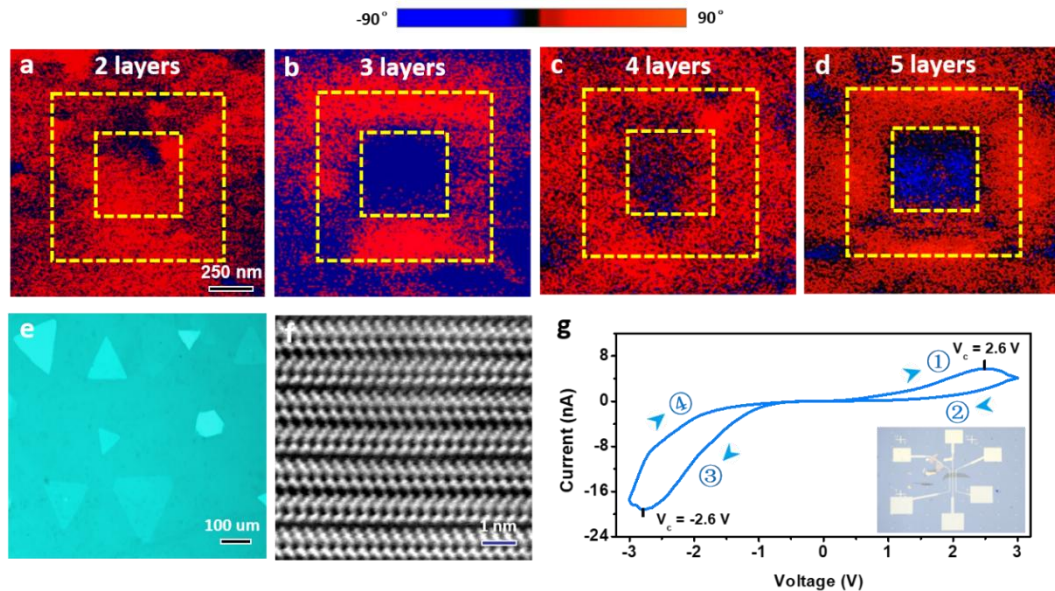 -90° 90°
a 2 layers b 3 layers c 4 layers d 5 layers
250 nm
e f g
100 um
1 nm
8
0
-8
-16
-24
Current (nA)
V_c = 2.6 V
①
②
③
④
V_c = -2.6 V
-3 -2 -1 0 1 2 3
Voltage (V)